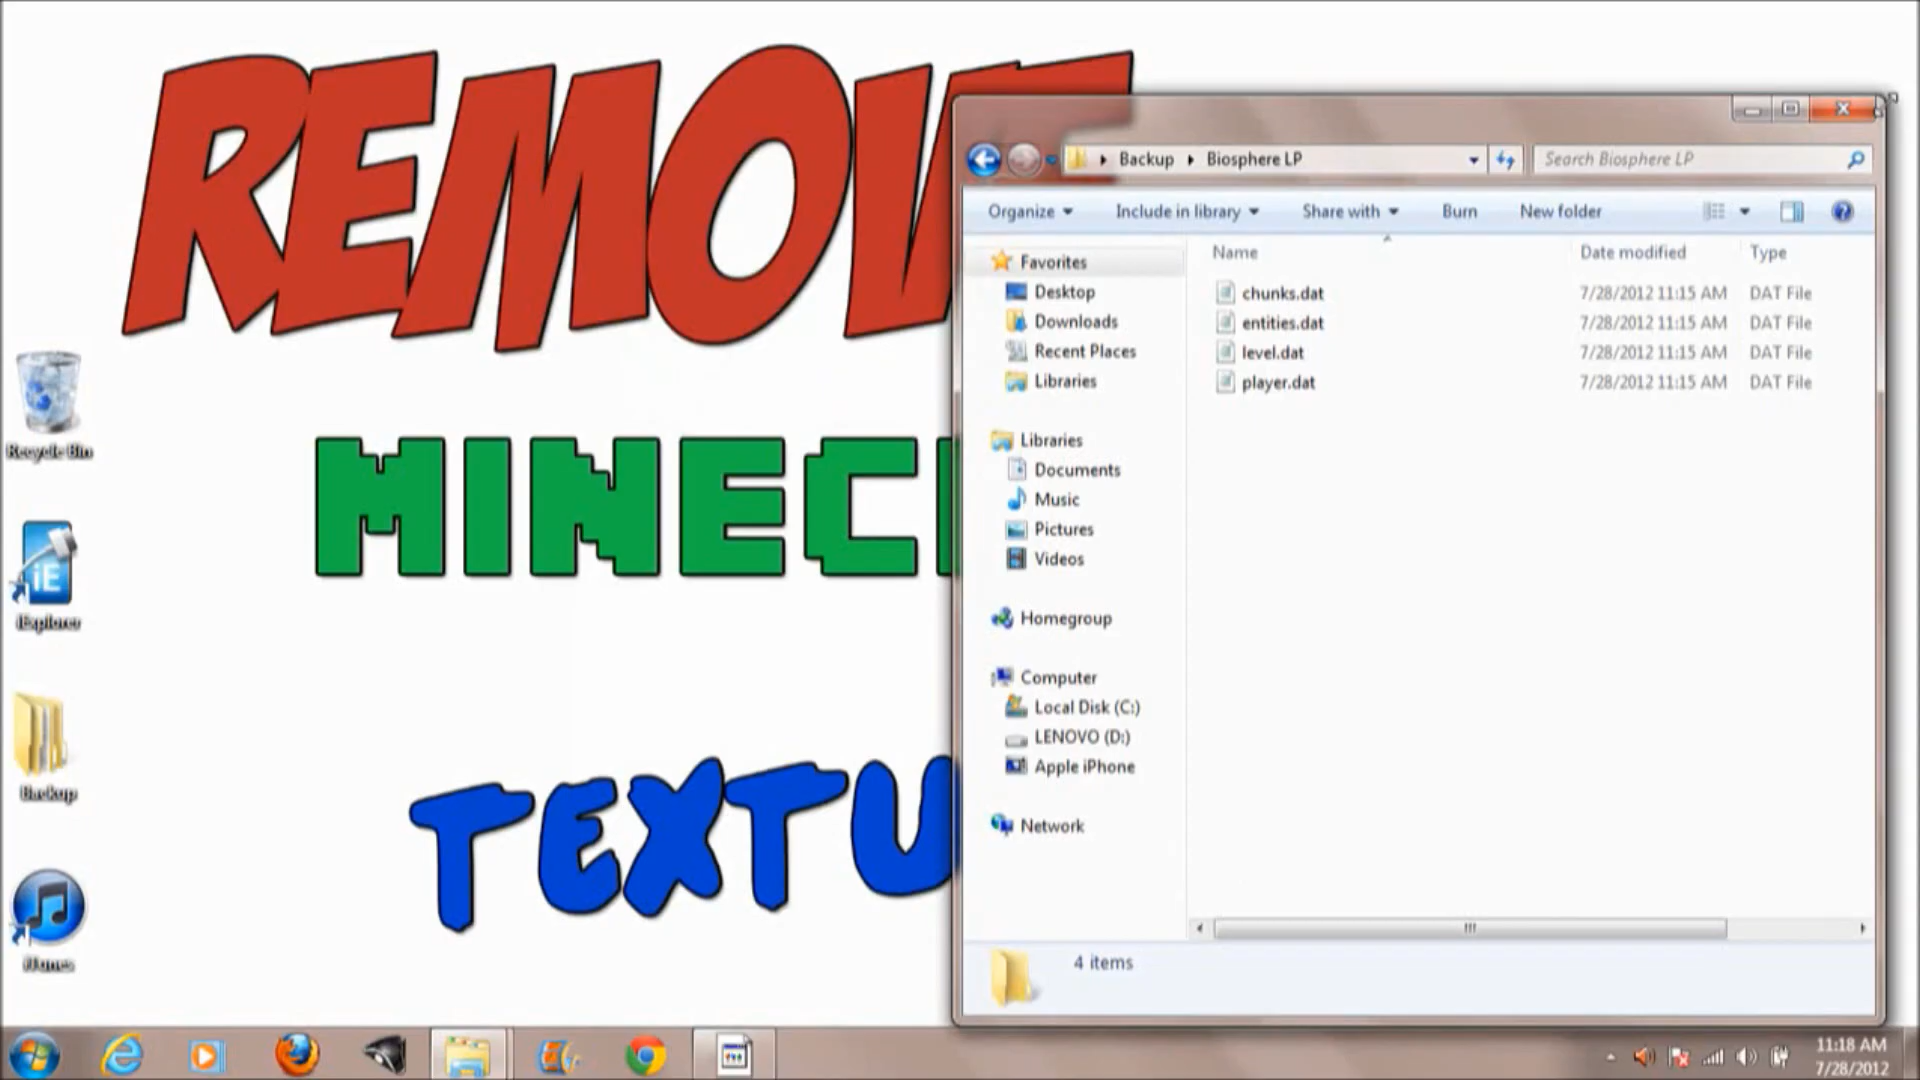 REMOV
MINEC
TEXTU
Recycle Bin
iE
iExplorer
Backup
iTunes
Backup
Biosphere LP
Search Biosphere LP
Organize
Include in library
Share with
Burn
New folder
Name
Date modified
Type
chunks.dat
7/28/2012 11:15 AM
DAT File
entities.dat
7/28/2012 11:15 AM
DAT File
level.dat
7/28/2012 11:15 AM
DAT File
player.dat
7/28/2012 11:15 AM
DAT File
Favorites
Desktop
Downloads
Recent Places
Libraries
Libraries
Documents
Music
Pictures
Videos
Homegroup
Computer
Local Disk (C:)
LENOVO (D:)
Apple iPhone
Network
4 items
11:18 AM
7/28/2012